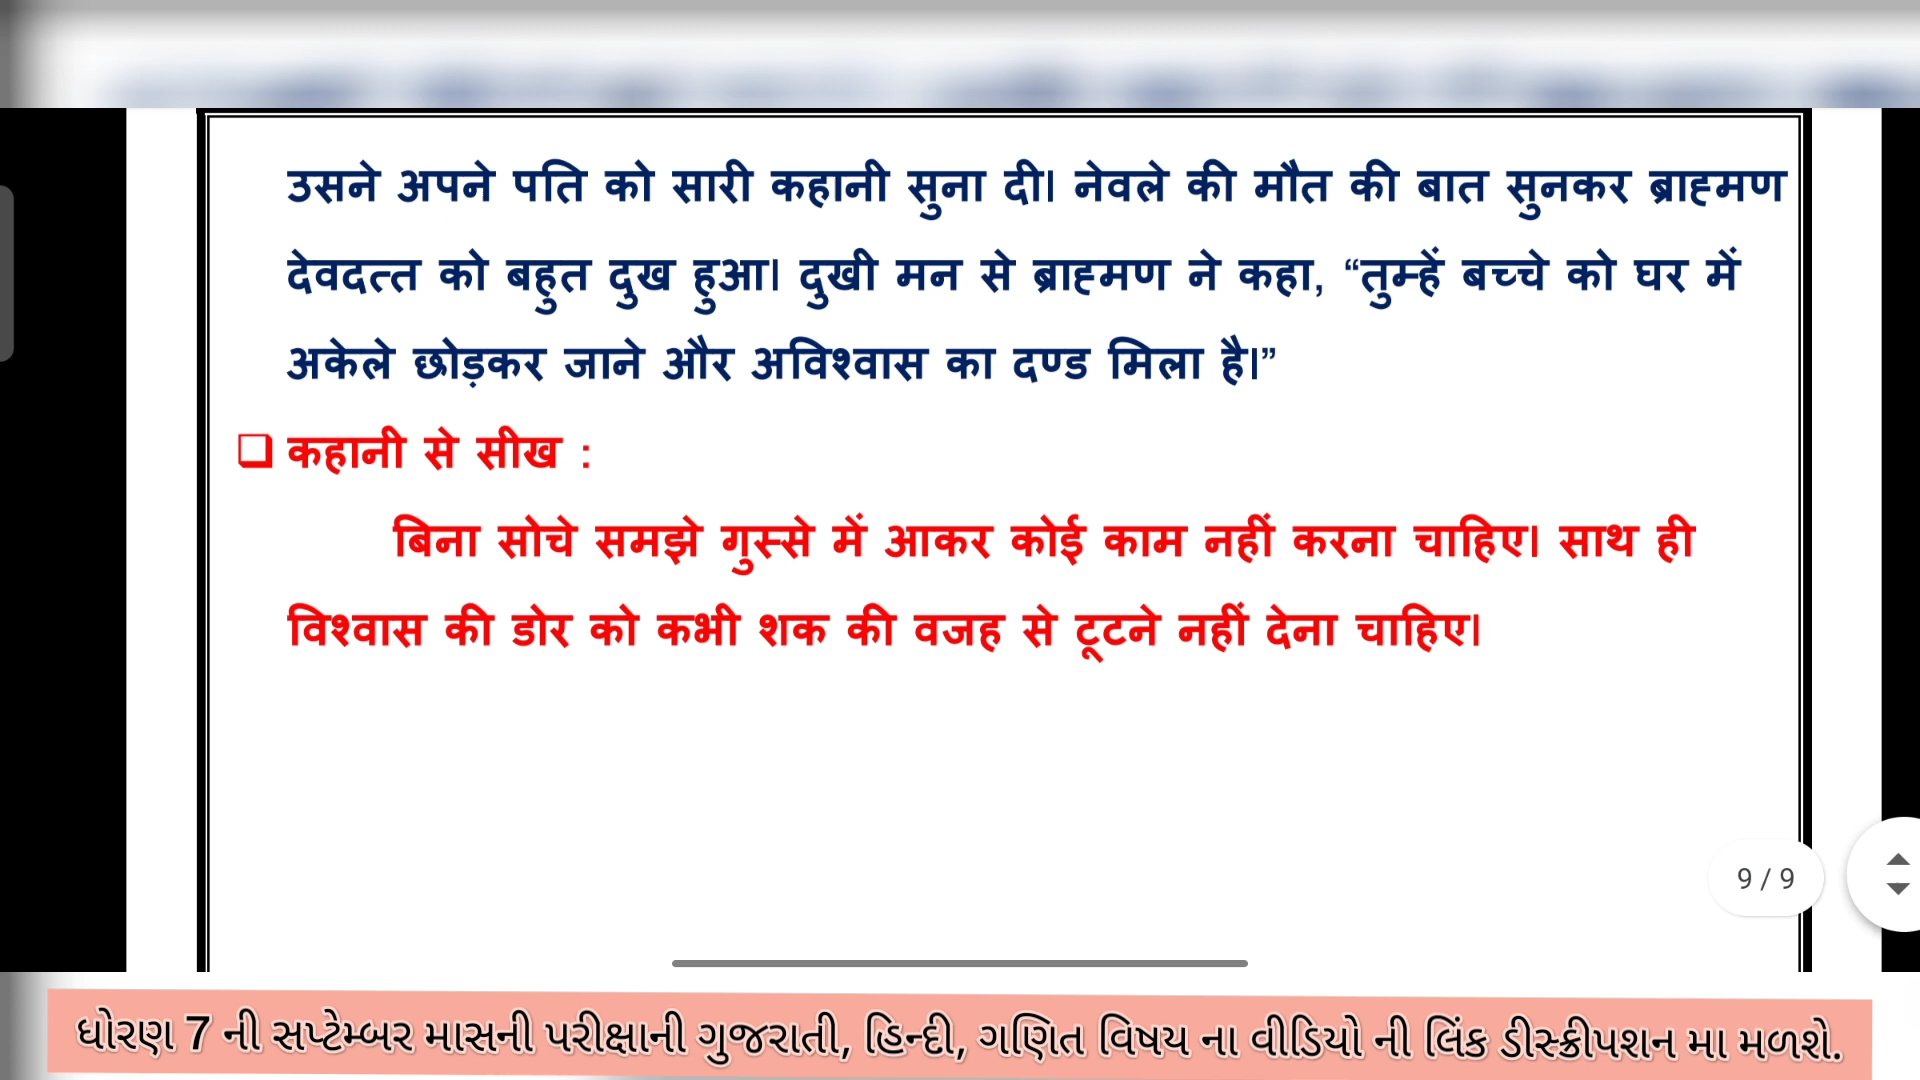 उसने अपने पति को सारी कहानी सुना दी। नेवले की मौत की बात सुनकर ब्राह्मण
देवदत्त को बहुत दुख हुआ। दुखी मन से ब्राह्मण ने कहा, “तुम्हें बच्चे को घर में
अकेले छोड़कर जाने और अविश्वास का दण्ड मिला है।”
कहानी से सीख :
बिना सोचे समझे गुस्से में आकर कोई काम नहीं करना चाहिए। साथ ही
विश्वास की डोर को कभी शक की वजह से टूटने नहीं देना चाहिए।
9 / 9
ધોરણ 7 ની સપ્ટેમ્બર માસની પરીક્ષાની ગુજરાતી, હિન્દી, ગણિત વિષય ના વીડિયો ની લિંક ડીસ્ક્રીપશન મા મળશે.